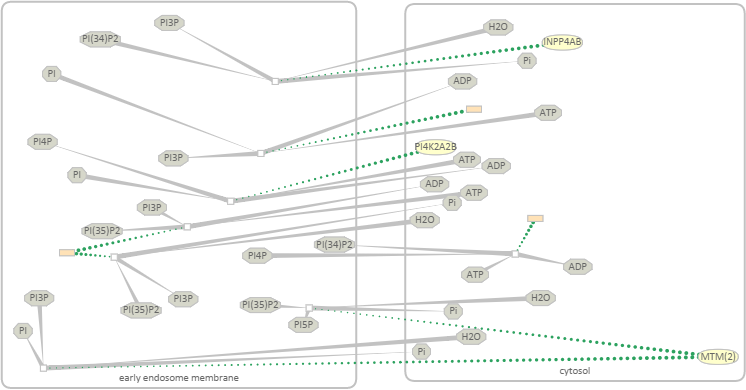 PI3P
H2O
PI(34)P2
INPP4AB
Pi
PI
ADP
ATP
PI4P
PI4K2A2B
PI3P
ATP
ADP
PI
ADP
ATP
Pi
PI3P
H2O
PI(35)P2
PI(34)P2
PI4P
ADP
ATP
PI3P
PI3P
H2O
PI(35)P2
PI(35)P2
Pi
PI5P
PI
H2O
Pi
MTM(2)
cytosol
early endosome membrane